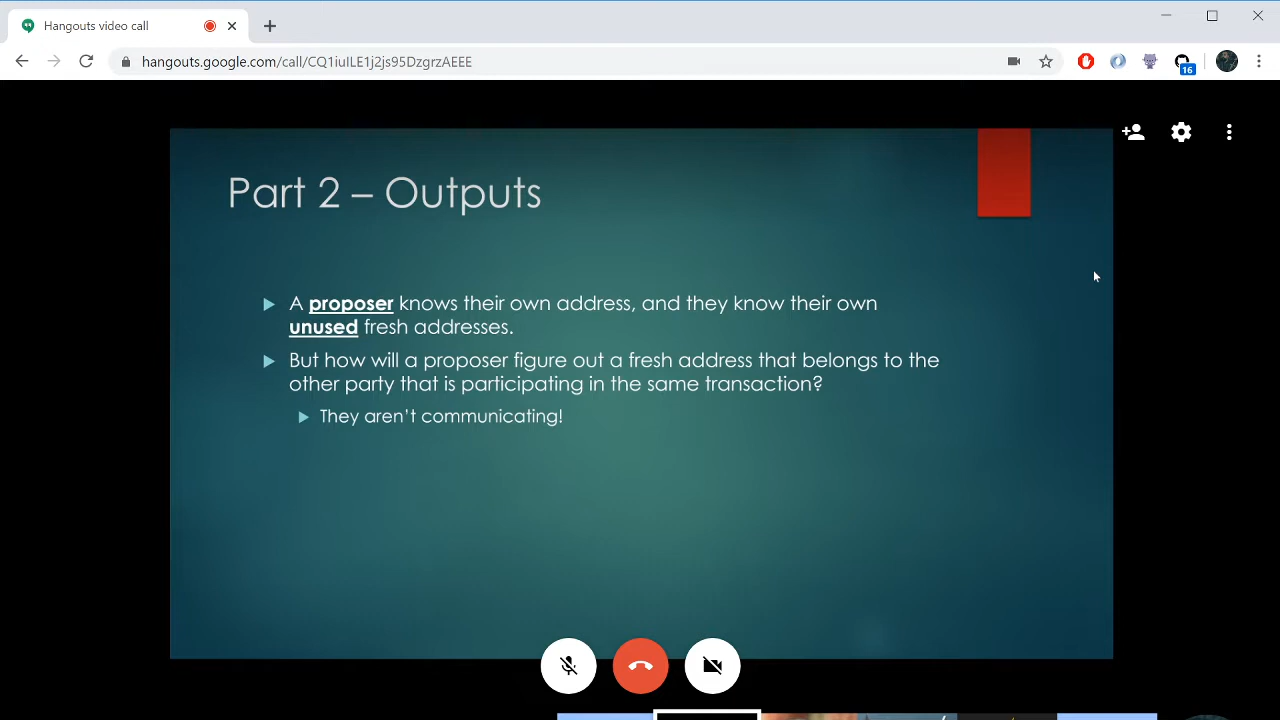 Hangouts video call
hangouts.google.com/call/CQ1iuILE1j2js95DzgrzAEEE
16
Part 2 – Outputs
A proposer knows their own address, and they know their own
unused fresh addresses.
But how will a proposer figure out a fresh address that belongs to the
other party that is participating in the same transaction?
They aren't communicating!